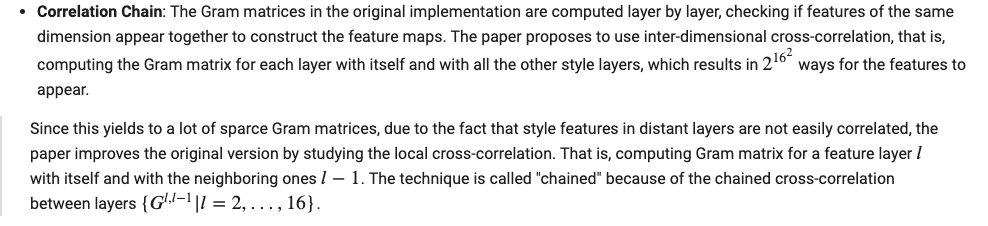 • Correlation Chain: The Gram matrices in the original implementation are computed layer by layer, checking if features of the same
dimension appear together to construct the feature maps. The paper proposes to use inter-dimensional cross-correlation, that is,
computing the Gram matrix for each layer with itself and with all the other style layers, which results in $2^{16^2}$ ways for the features to
appear.
Since this yields to a lot of sparce Gram matrices, due to the fact that style features in distant layers are not easily correlated, the
paper improves the original version by studying the local cross-correlation. That is, computing Gram matrix for a feature layer $l$
with itself and with the neighboring ones $l - 1$. The technique is called "chained" because of the chained cross-correlation
between layers $\{G^{l,l-1}|l = 2, \ldots, 16\}$.